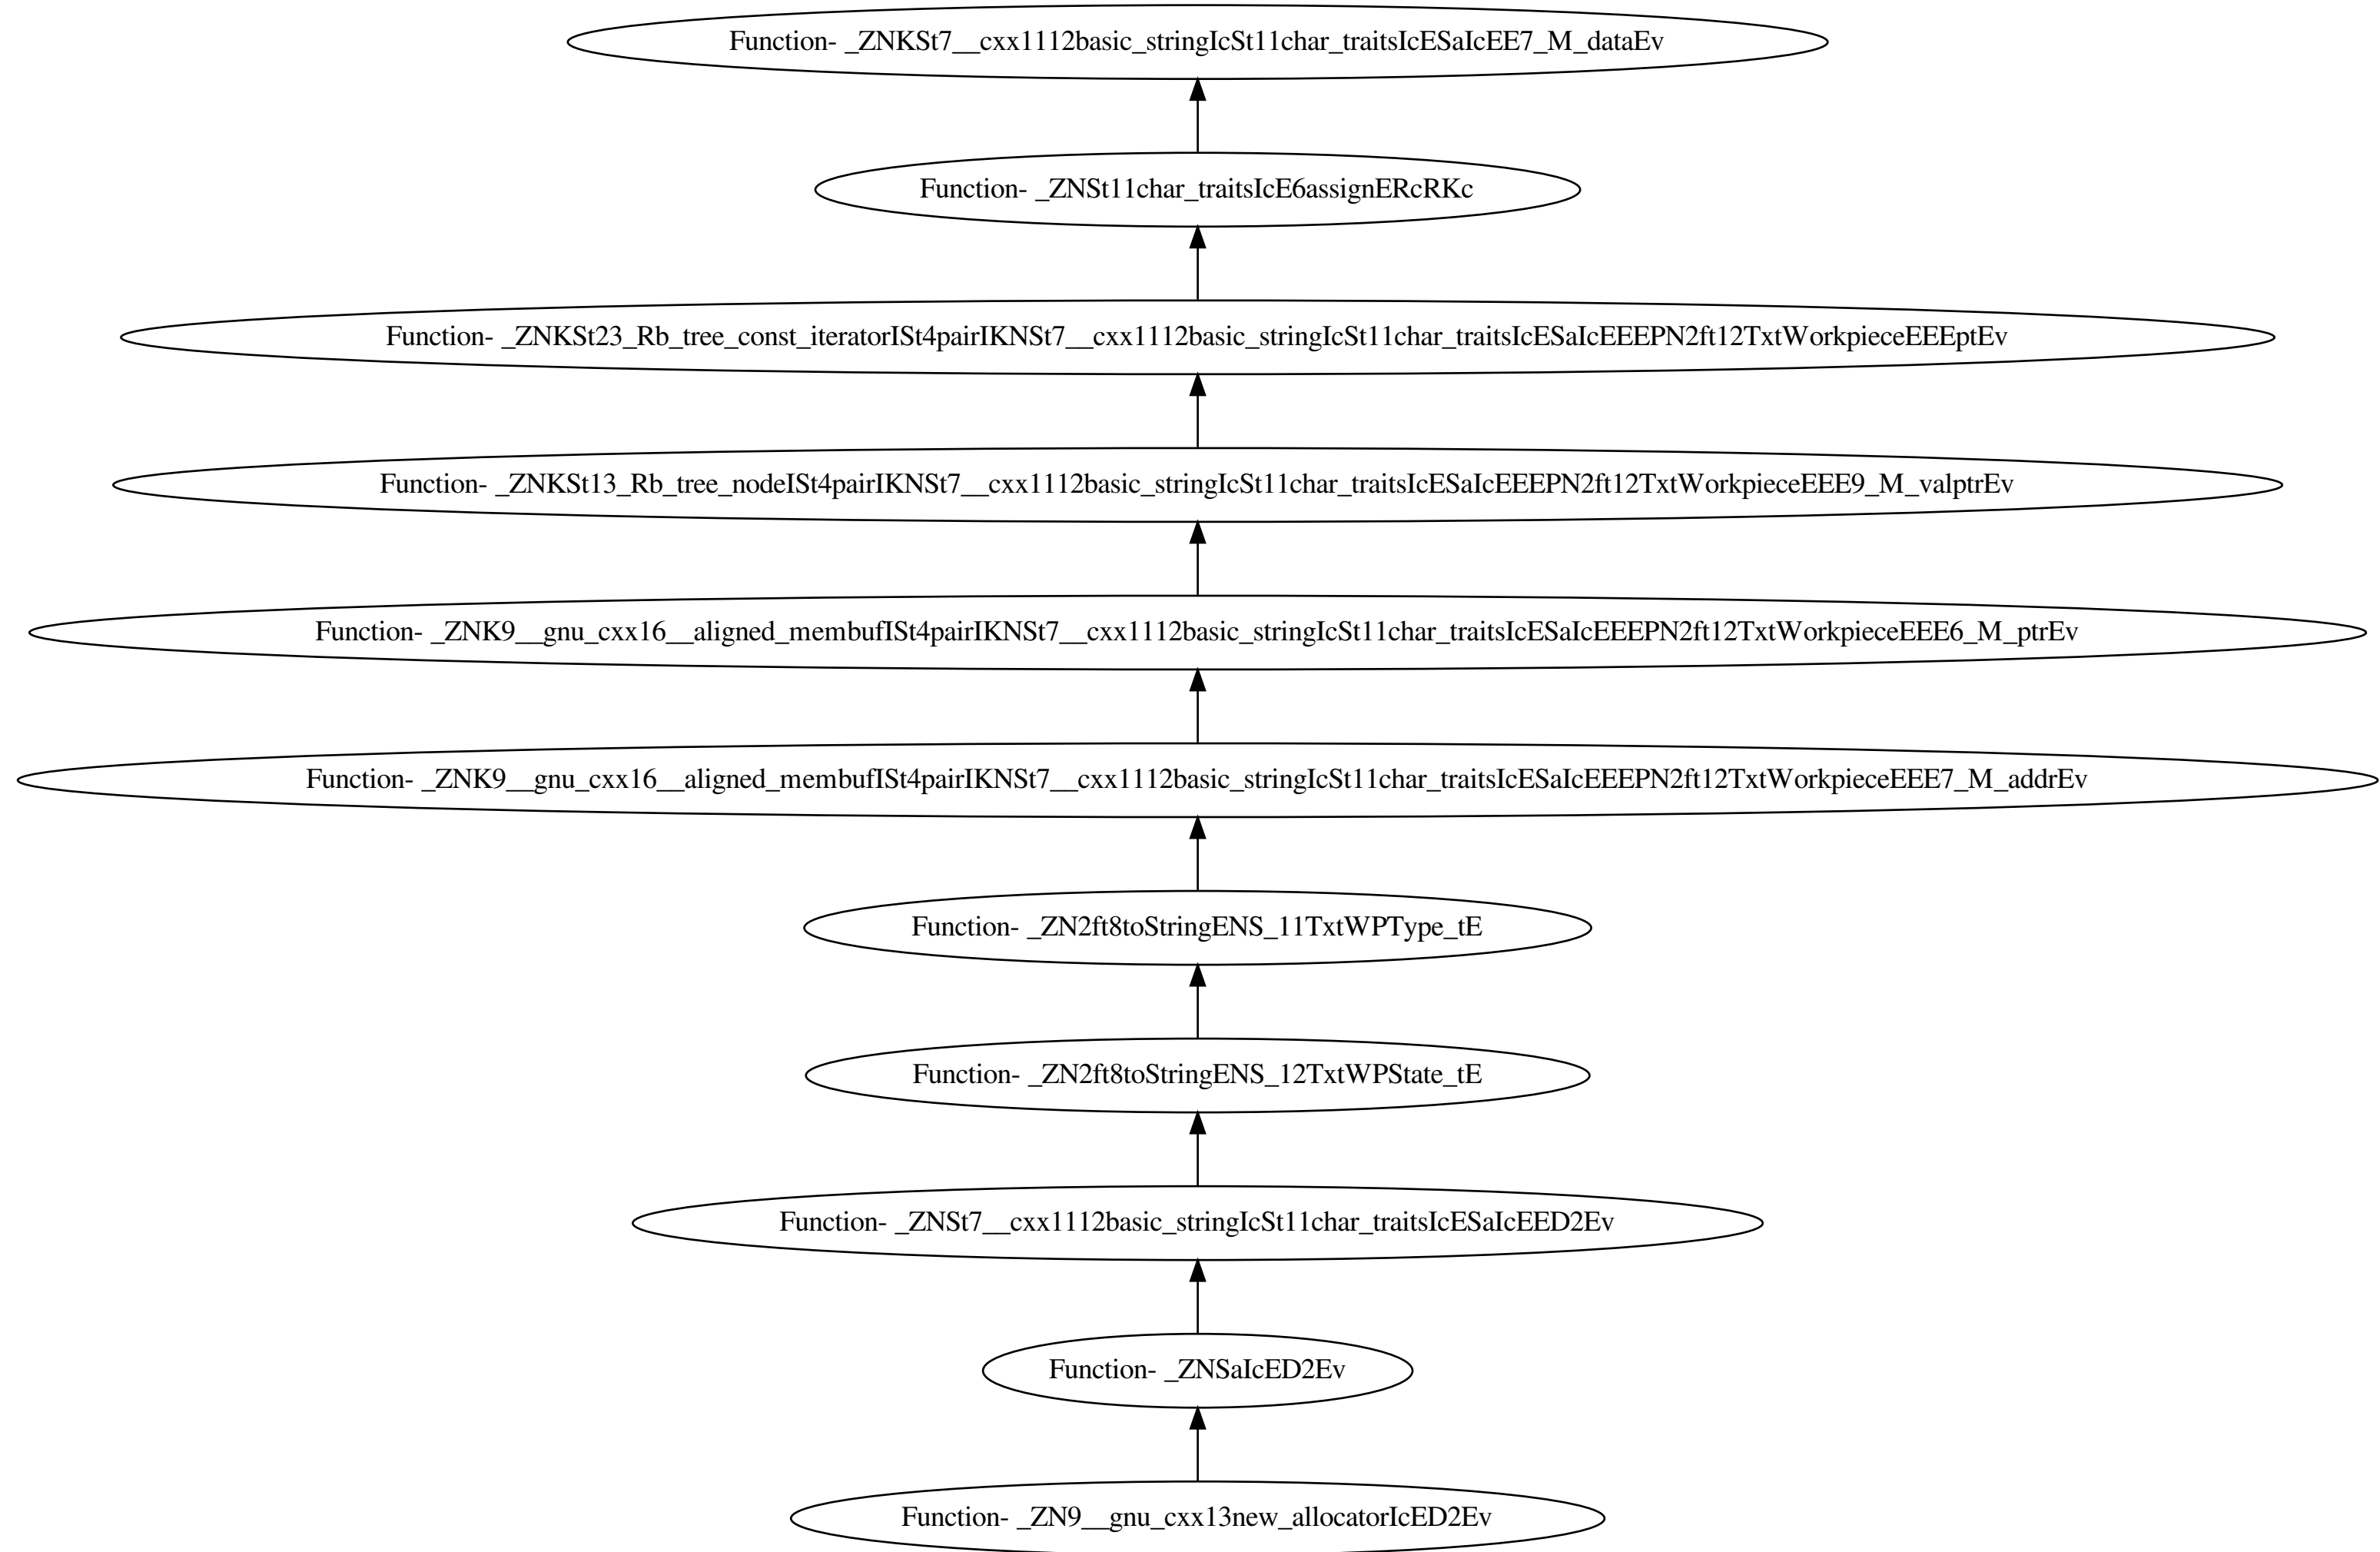 Function- _ZNKSt7__cxx1112basic_stringIcSt11char_traitsIcESaIcEE7_M_dataEv
Function- _ZNSt11char_traitsIcE6assignERcRKc
Function- _ZNKSt23_Rb_tree_const_iteratorISt4pairIKNSt7__cxx1112basic_stringIcSt11char_traitsIcESaIcEEEPN2ft12TxtWorkpieceEEEptEv
Function- _ZNKSt13_Rb_tree_nodeISt4pairIKNSt7__cxx1112basic_stringIcSt11char_traitsIcESaIcEEEPN2ft12TxtWorkpieceEEE9_M_valptrEv
Function- _ZNK9__gnu_cxx16__aligned_membufISt4pairIKNSt7__cxx1112basic_stringIcSt11char_traitsIcESaIcEEEPN2ft12TxtWorkpieceEEE6_M_ptrEv
Function- _ZNK9__gnu_cxx16__aligned_membufISt4pairIKNSt7__cxx1112basic_stringIcSt11char_traitsIcESaIcEEEPN2ft12TxtWorkpieceEEE7_M_addrEv
Function- _ZN2ft8toStringENS_11TxtWPType_tE
Function- _ZN2ft8toStringENS_12TxtWPState_tE
Function- _ZNSt7__cxx1112basic_stringIcSt11char_traitsIcESaIcEED2Ev
Function- _ZNSaIcED2Ev
Function- _ZN9__gnu_cxx13new_allocatorIcED2Ev